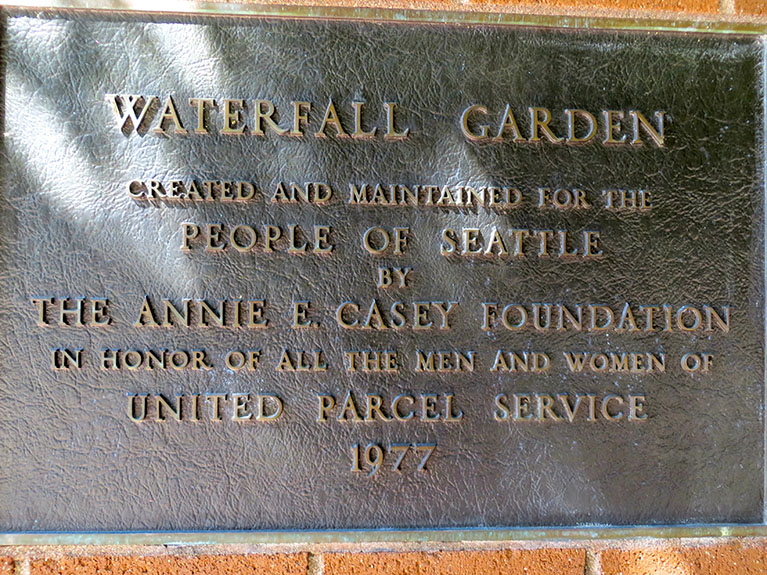 WATERFALL GARDEN
CREATED AND MAINTAINED FOR THE
PEOPLE OF SEATTLE
BY
THE ANNIE E. CASEY FOUNDATION
IN HONOR OF ALL THE MEN AND WOMEN OF
UNITED PARCEL SERVICE
1977